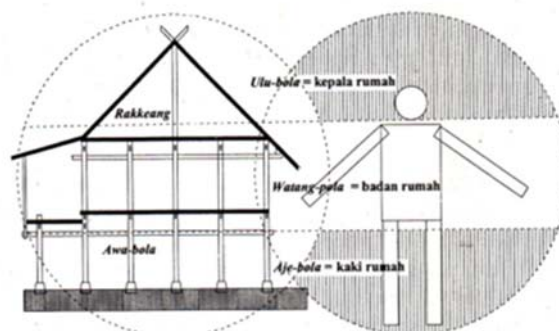 Ulu-bola = kepala rumah
Rakkeang
Watang-pola = badan rumah
Awa-bola
Aje-bola = kaki rumah